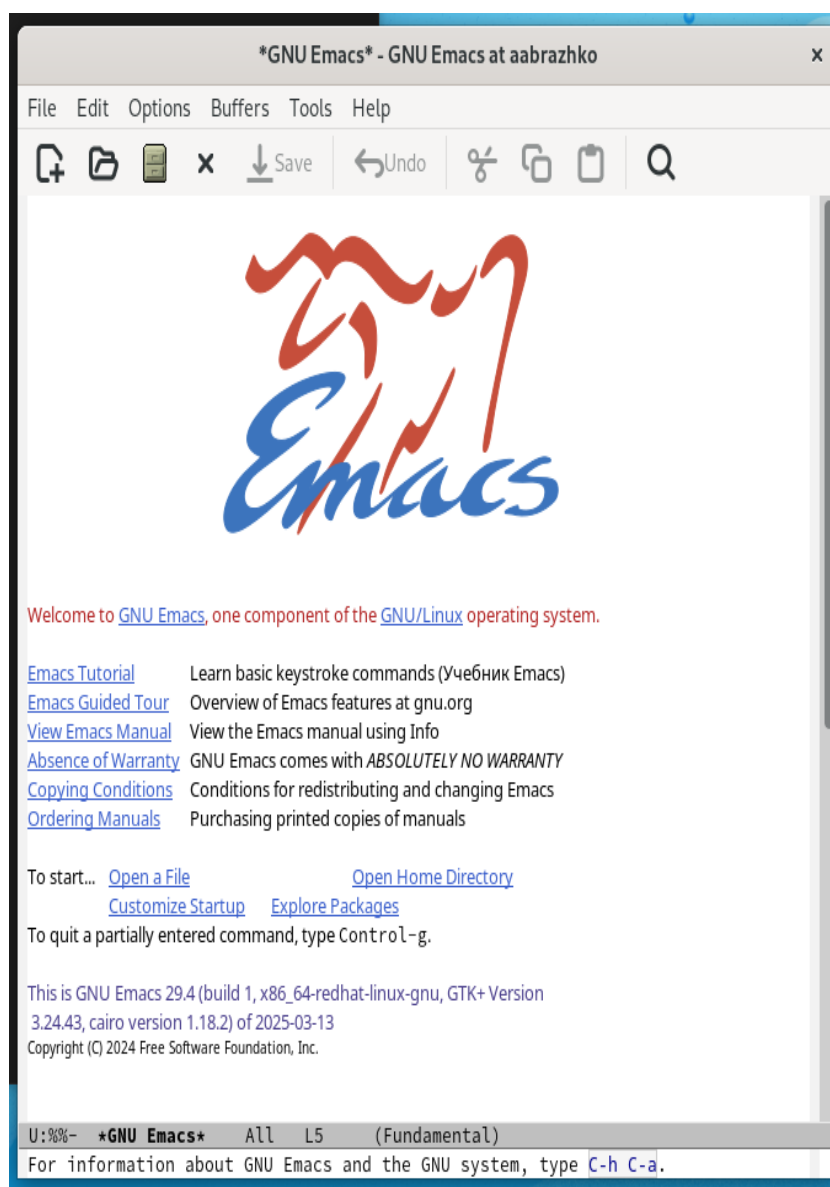 *GNU Emacs* - GNU Emacs at aabrazhko
File Edit Options Buffers Tools Help
Save Undo
Emacs
Welcome to GNU Emacs, one component of the GNU/Linux operating system.
Emacs Tutorial Learn basic keystroke commands (Учебник Emacs)
Emacs Guided Tour Overview of Emacs features at gnu.org
View Emacs Manual View the Emacs manual using Info
Absence of Warranty GNU Emacs comes with ABSOLUTELY NO WARRANTY
Copying Conditions Conditions for redistributing and changing Emacs
Ordering Manuals Purchasing printed copies of manuals
To start... Open a File Open Home Directory
Customize Startup Explore Packages
To quit a partially entered command, type Control-g.
This is GNU Emacs 29.4 (build 1, x86_64-redhat-linux-gnu, GTK+ Version
3.24.43, cairo version 1.18.2) of 2025-03-13
Copyright (C) 2024 Free Software Foundation, Inc.
U:%%- *GNU Emacs* All L5 (Fundamental)
For information about GNU Emacs and the GNU system, type C-h C-a.